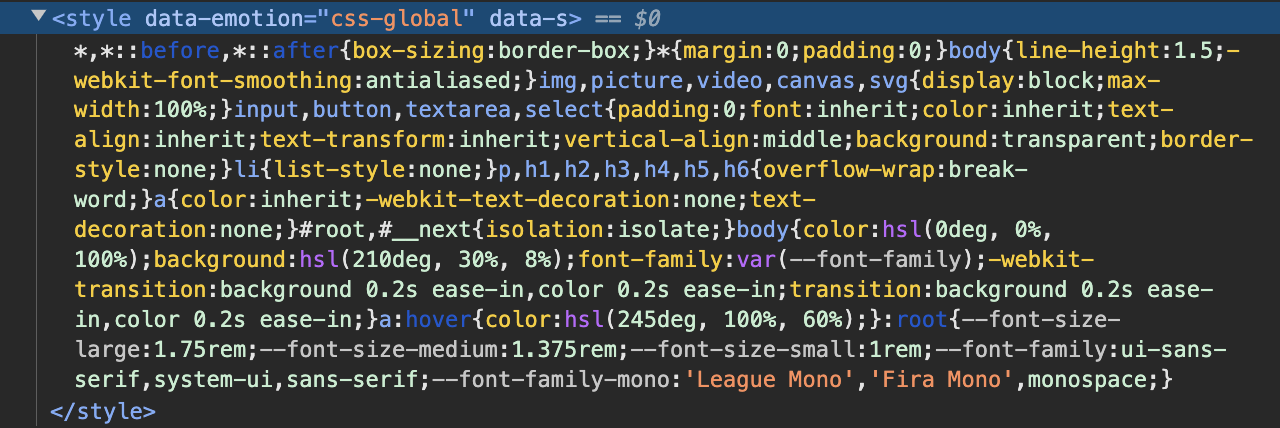 ▼<style data-emotion="css-global" data-s> == $0
*,*::before,*::after{box-sizing:border-box;}*{margin:0;padding:0;}body{line-height:1.5;-
webkit-font-smoothing:antialiased;}img,picture,video,canvas,svg{display:block;max-
width:100%;}input,button,textarea,select{padding:0;font:inherit;color:inherit;text-
align:inherit;text-transform:inherit;vertical-align:middle;background:transparent;border-
style:none;}li{list-style:none;}p,h1,h2,h3,h4,h5,h6{overflow-wrap:break-
word;}a{color:inherit;-webkit-text-decoration:none;text-
decoration:none;}#root,#__next{isolation:isolate;}body{color:hsl(0deg, 0%,
100%);background:hsl(210deg, 30%, 8%);font-family:var(--font-family);-webkit-
transition:background 0.2s ease-in,color 0.2s ease-in;transition:background 0.2s ease-
in,color 0.2s ease-in;}a:hover{color:hsl(245deg, 100%, 60%);}:root{--font-size-
large:1.75rem;--font-size-medium:1.375rem;--font-size-small:1rem;--font-family:ui-sans-
serif,system-ui,sans-serif;--font-family-mono:'League Mono','Fira Mono',monospace;}
</style>